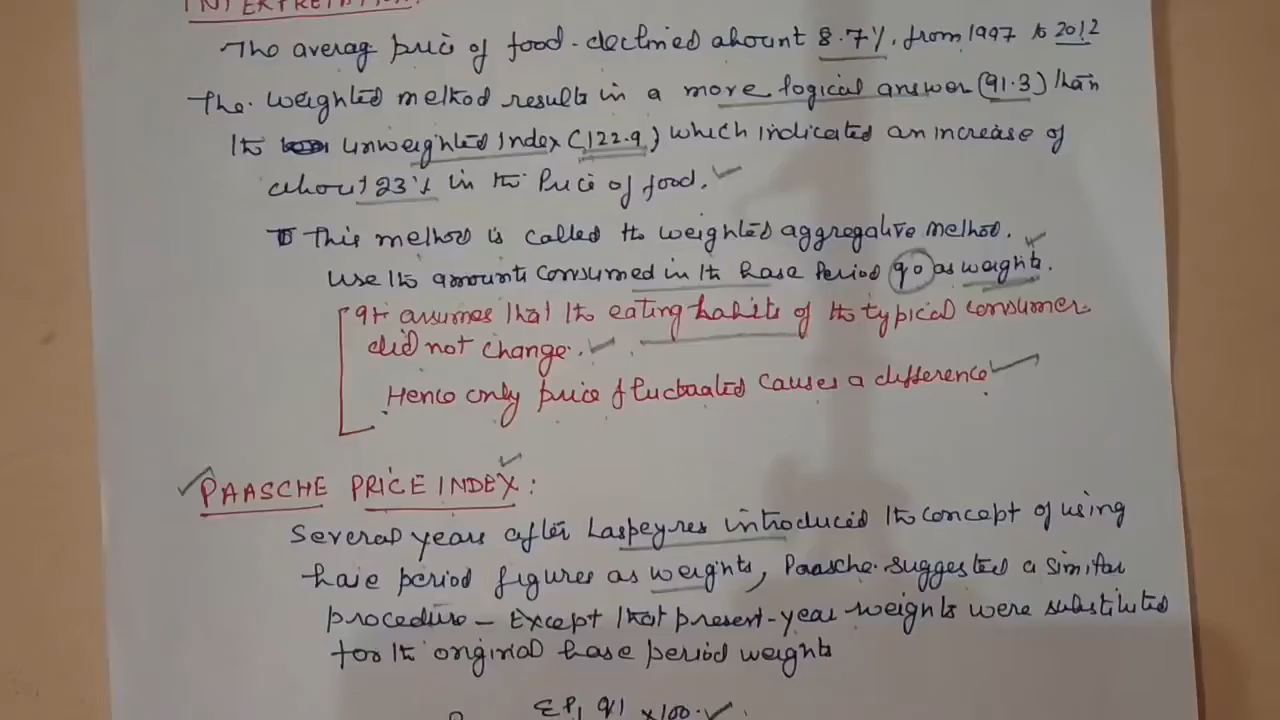 INTERPRETATION:
The averag price of food declined about 8.7% from 1997 to 2012
The weighted method results in a more logical answer (91.3) than
the unweighted Index (122.9) which indicated an increase of
about 23% in the Price of food.
This method is called the weighted aggregative method.
Use the amounts consumed in the base Period q0 as weights.
It assumes that the eating habits of the typical consumer
did not change.
Hence only price fluctuated causes a difference
PAASCHE PRICE INDEX:
Several years after Laspeyres introduced the concept of using
base period figures as weights, Paasche suggested a similar
procedure - Except that present-year weights were substituted
for the original base period weights
ΣP1 q1 ×100